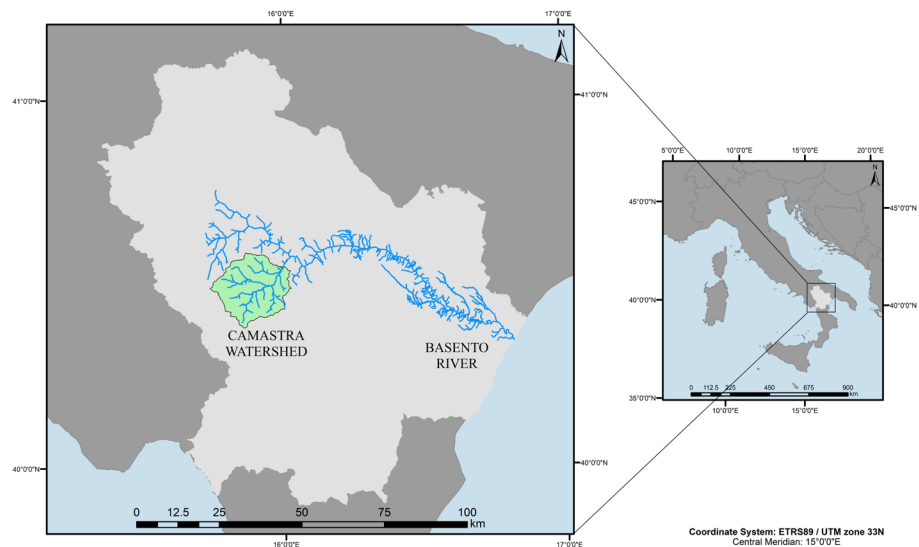 16°0'0"E
17°0'0"E
N
41°0'0"N
41°0'0"N
CAMASTRA
WATERSHED
BASENTO
RIVER
40°0'0"N
40°0'0"N
0 12.5 25 50 75 100
km
16°0'0"E
17°0'0"E
5°0'0"E
10°0'0"E
15°0'0"E
20°0'0"E
N
45°0'0"N
45°0'0"N
40°0'0"N
40°0'0"N
0 112.5 225 450 675 900
km
35°0'0"N
10°0'0"E
15°0'0"E
Coordinate System: ETRS89 / UTM zone 33N
Central Meridian: 15°0'0"E